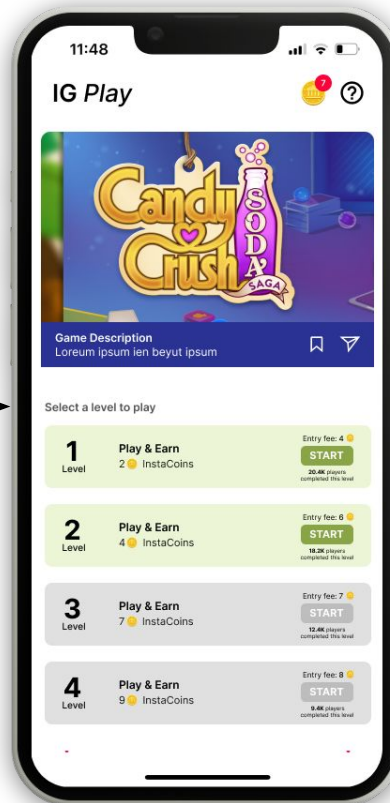 11:48
IG Play
7
Candy
Crush
SODA
SAGA
Game Description
Loreum ipsum ien beyut ipsum
Select a level to play
1
Level
Play & Earn
2 InstaCoins
Entry fee: 4
START
20.4K players
completed this level
2
Level
Play & Earn
4 InstaCoins
Entry fee: 6
START
18.2K players
completed this level
3
Level
Play & Earn
7 InstaCoins
Entry fee: 7
START
12.4K players
completed this level
4
Level
Play & Earn
9 InstaCoins
Entry fee: 8
START
9.4K players
completed this level